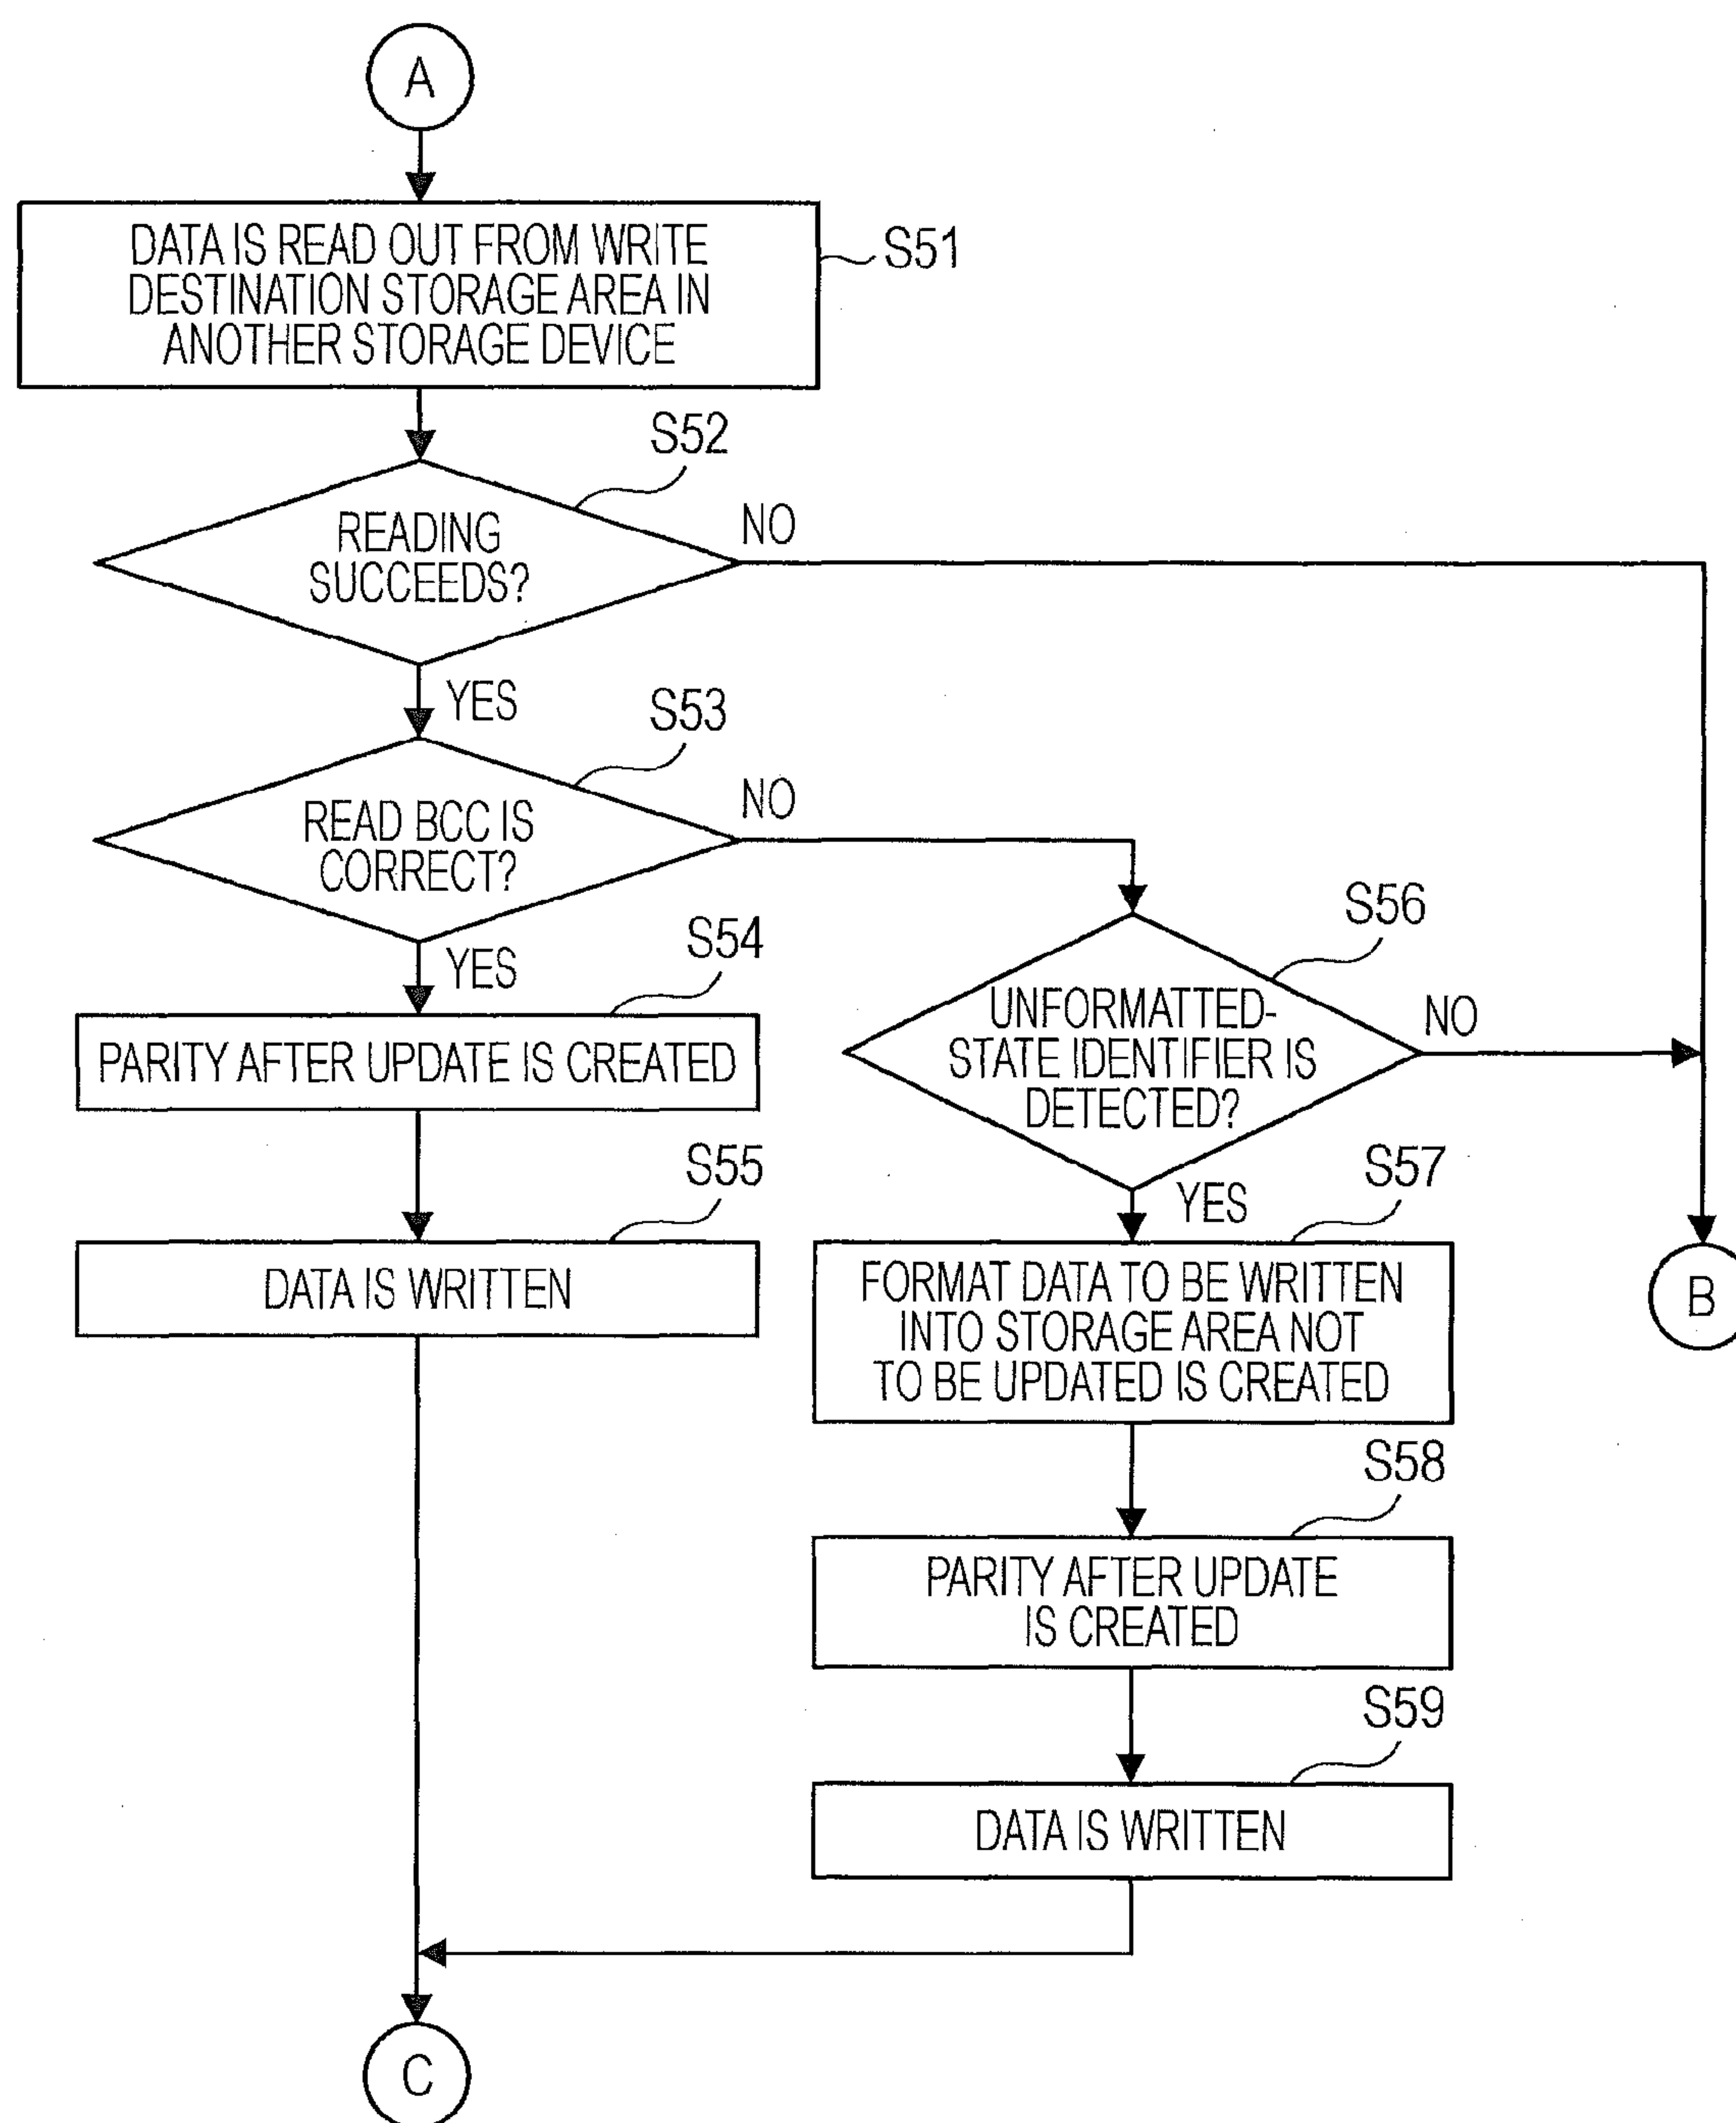 A
DATA IS READ OUT FROM WRITE
DESTINATION STORAGE AREA IN
ANOTHER STORAGE DEVICE
S51
S52
READING
SUCCEEDS?
NO
YES
S53
READ BCC IS
CORRECT?
NO
YES
S54
PARITY AFTER UPDATE IS CREATED
S55
DATA IS WRITTEN
S56
UNFORMATTED-
STATE IDENTIFIER IS
DETECTED?
NO
YES
S57
FORMAT DATA TO BE WRITTEN
INTO STORAGE AREA NOT
TO BE UPDATED IS CREATED
B
S58
PARITY AFTER UPDATE
IS CREATED
S59
DATA IS WRITTEN
C